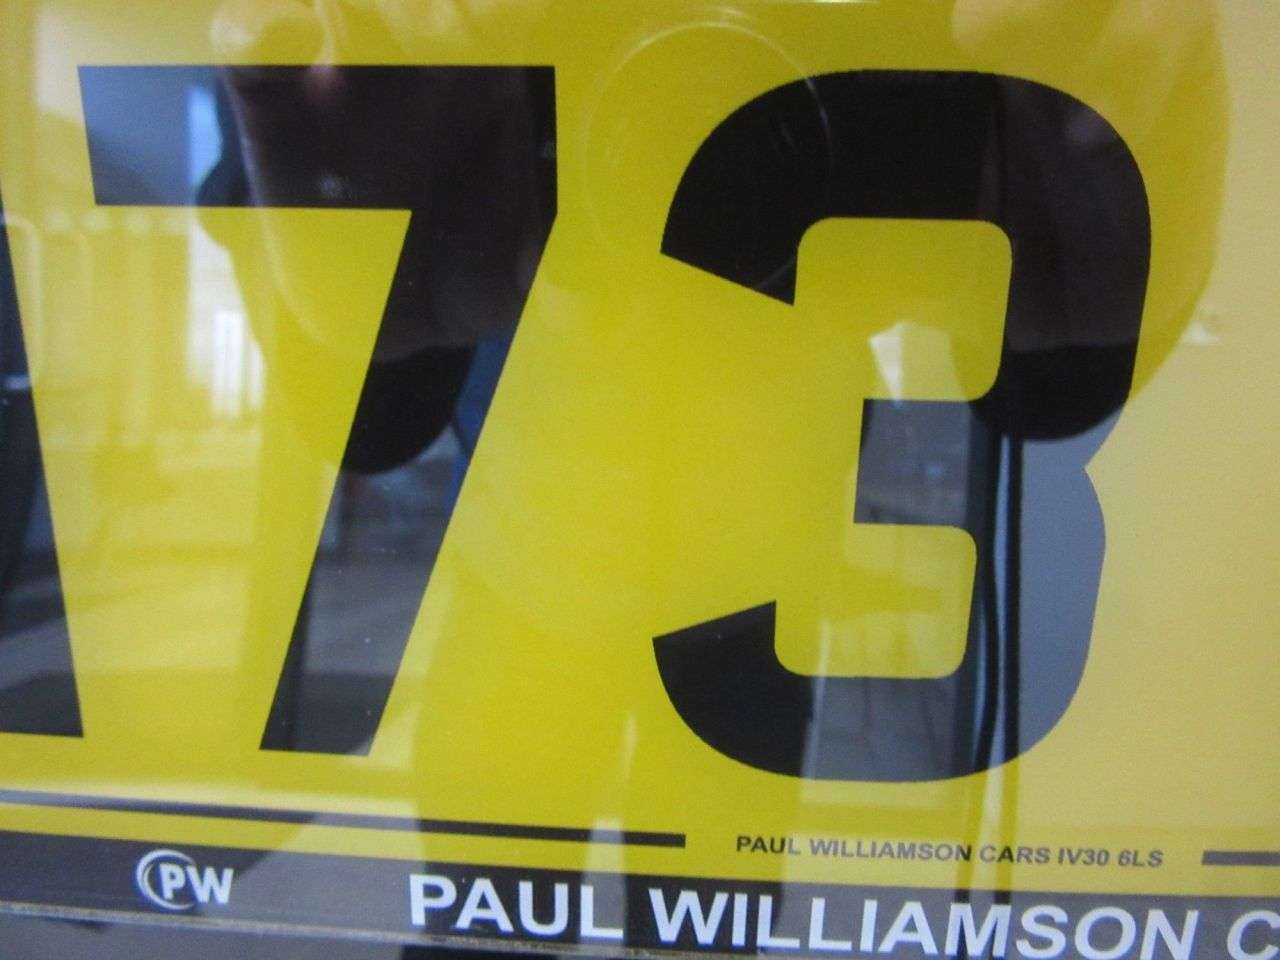 73
PAUL WILLIAMSON CARS IV30 6LS
PW
PAUL WILLIAMSON C